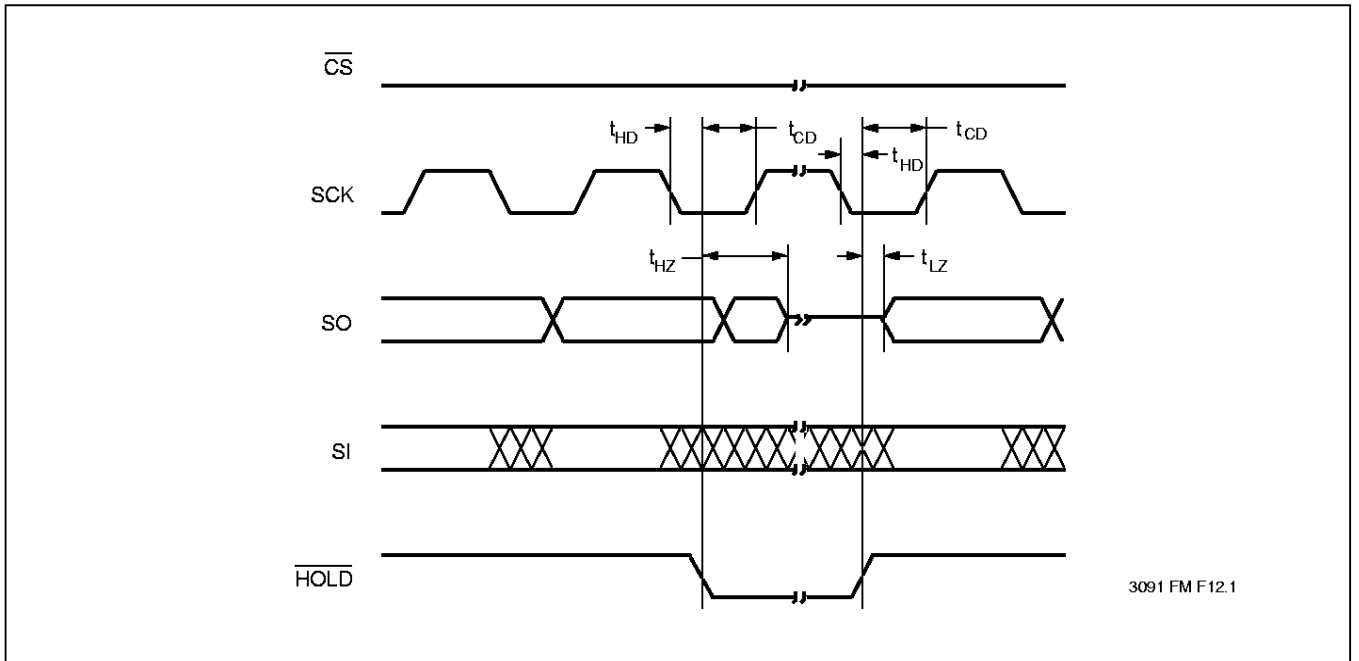 CS
tHD tCD tCD
tHD
SCK
tHZ tLZ
SO
SI
HOLD
3091 FM F12.1